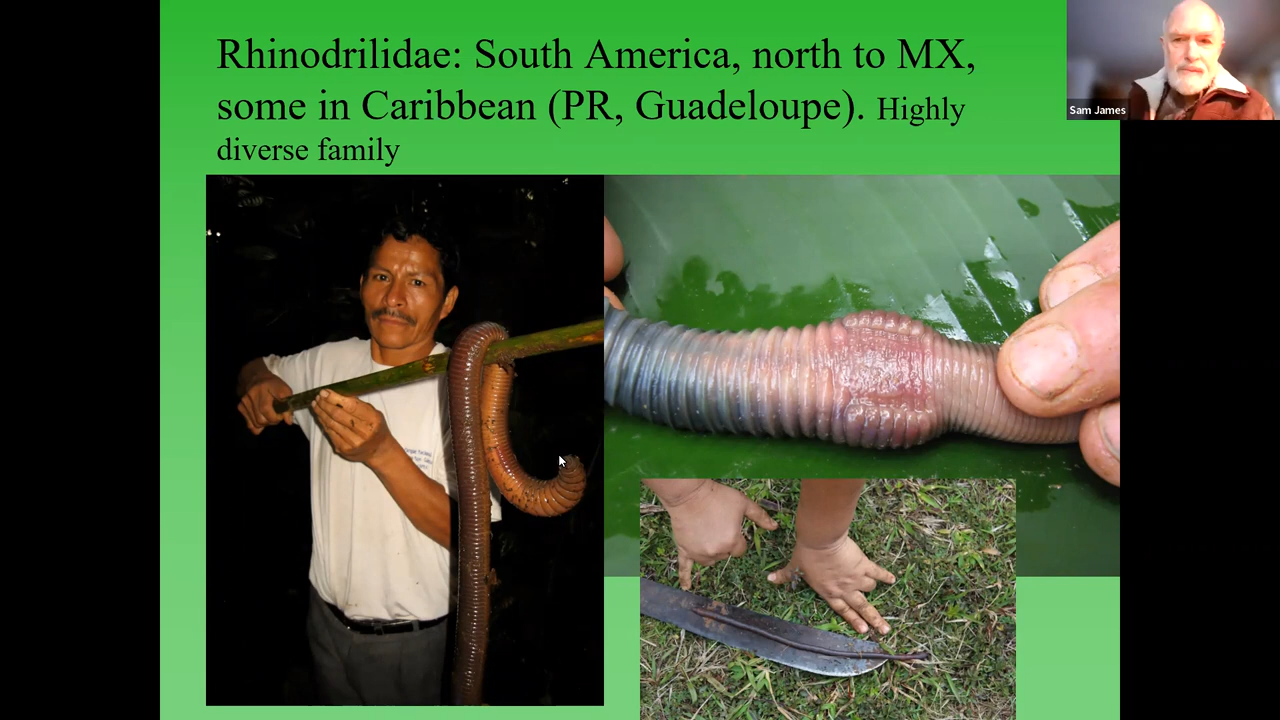 Rhinodrilidae: South America, north to MX,
some in Caribbean (PR, Guadeloupe). Highly
diverse family
Sam James